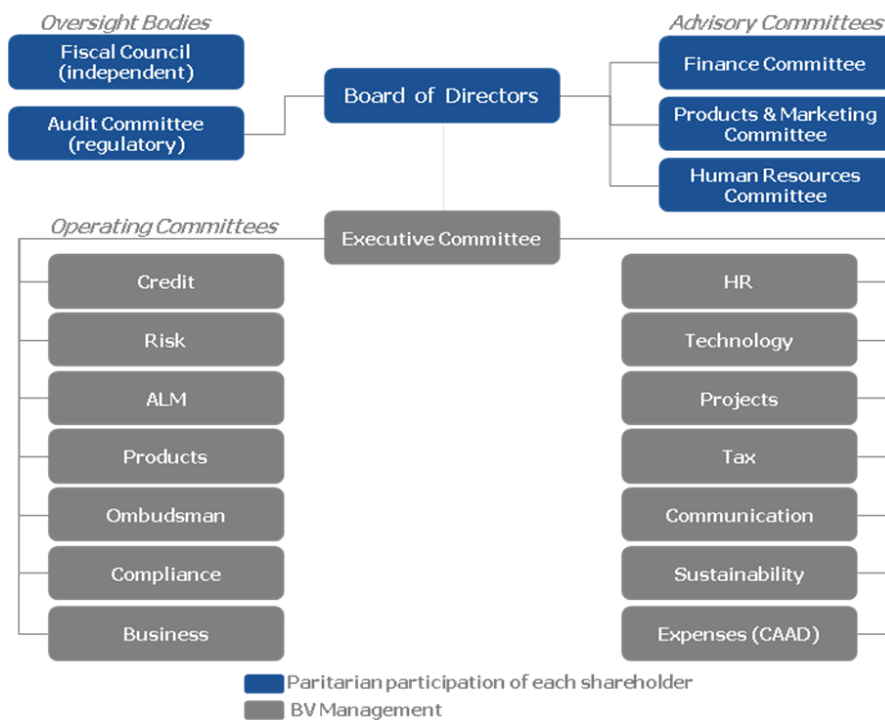 Oversight Bodies
Advisory Committees
Fiscal Council
(independent)
Audit Committee
(regulatory)
Board of Directors
Finance Committee
Products & Marketing
Committee
Human Resources
Committee
Operating Committees
Executive Committee
Credit
Risk
ALM
Products
Ombudsman
Compliance
Business
HR
Technology
Projects
Tax
Communication
Sustainability
Expenses (CAAD)
Paritarian participation of each shareholder
BV Management